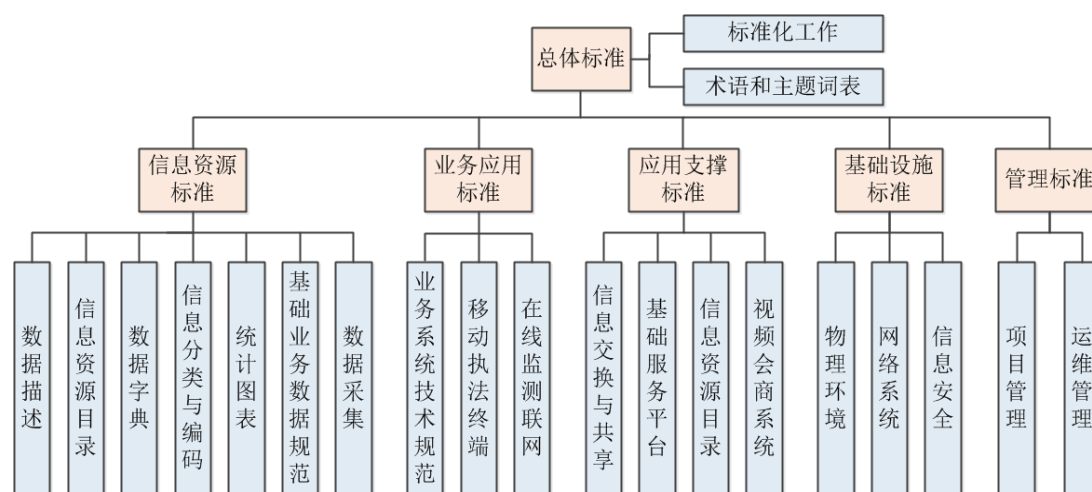 总体标准
标准化工作
术语和主题词表
信息资源
标准
业务应用
标准
应用支撑
标准
基础设施
标准
管理标准
数据描述
信息资源目录
数据字典
信息分类与编码
统计图表
基础业务数据规范
数据采集
业务系统技术规范
移动执法终端
在线监测联网
信息交换与共享
基础服务平台
信息资源目录
视频会商系统
物理环境
网络系统
信息安全
项目管理
运维管理